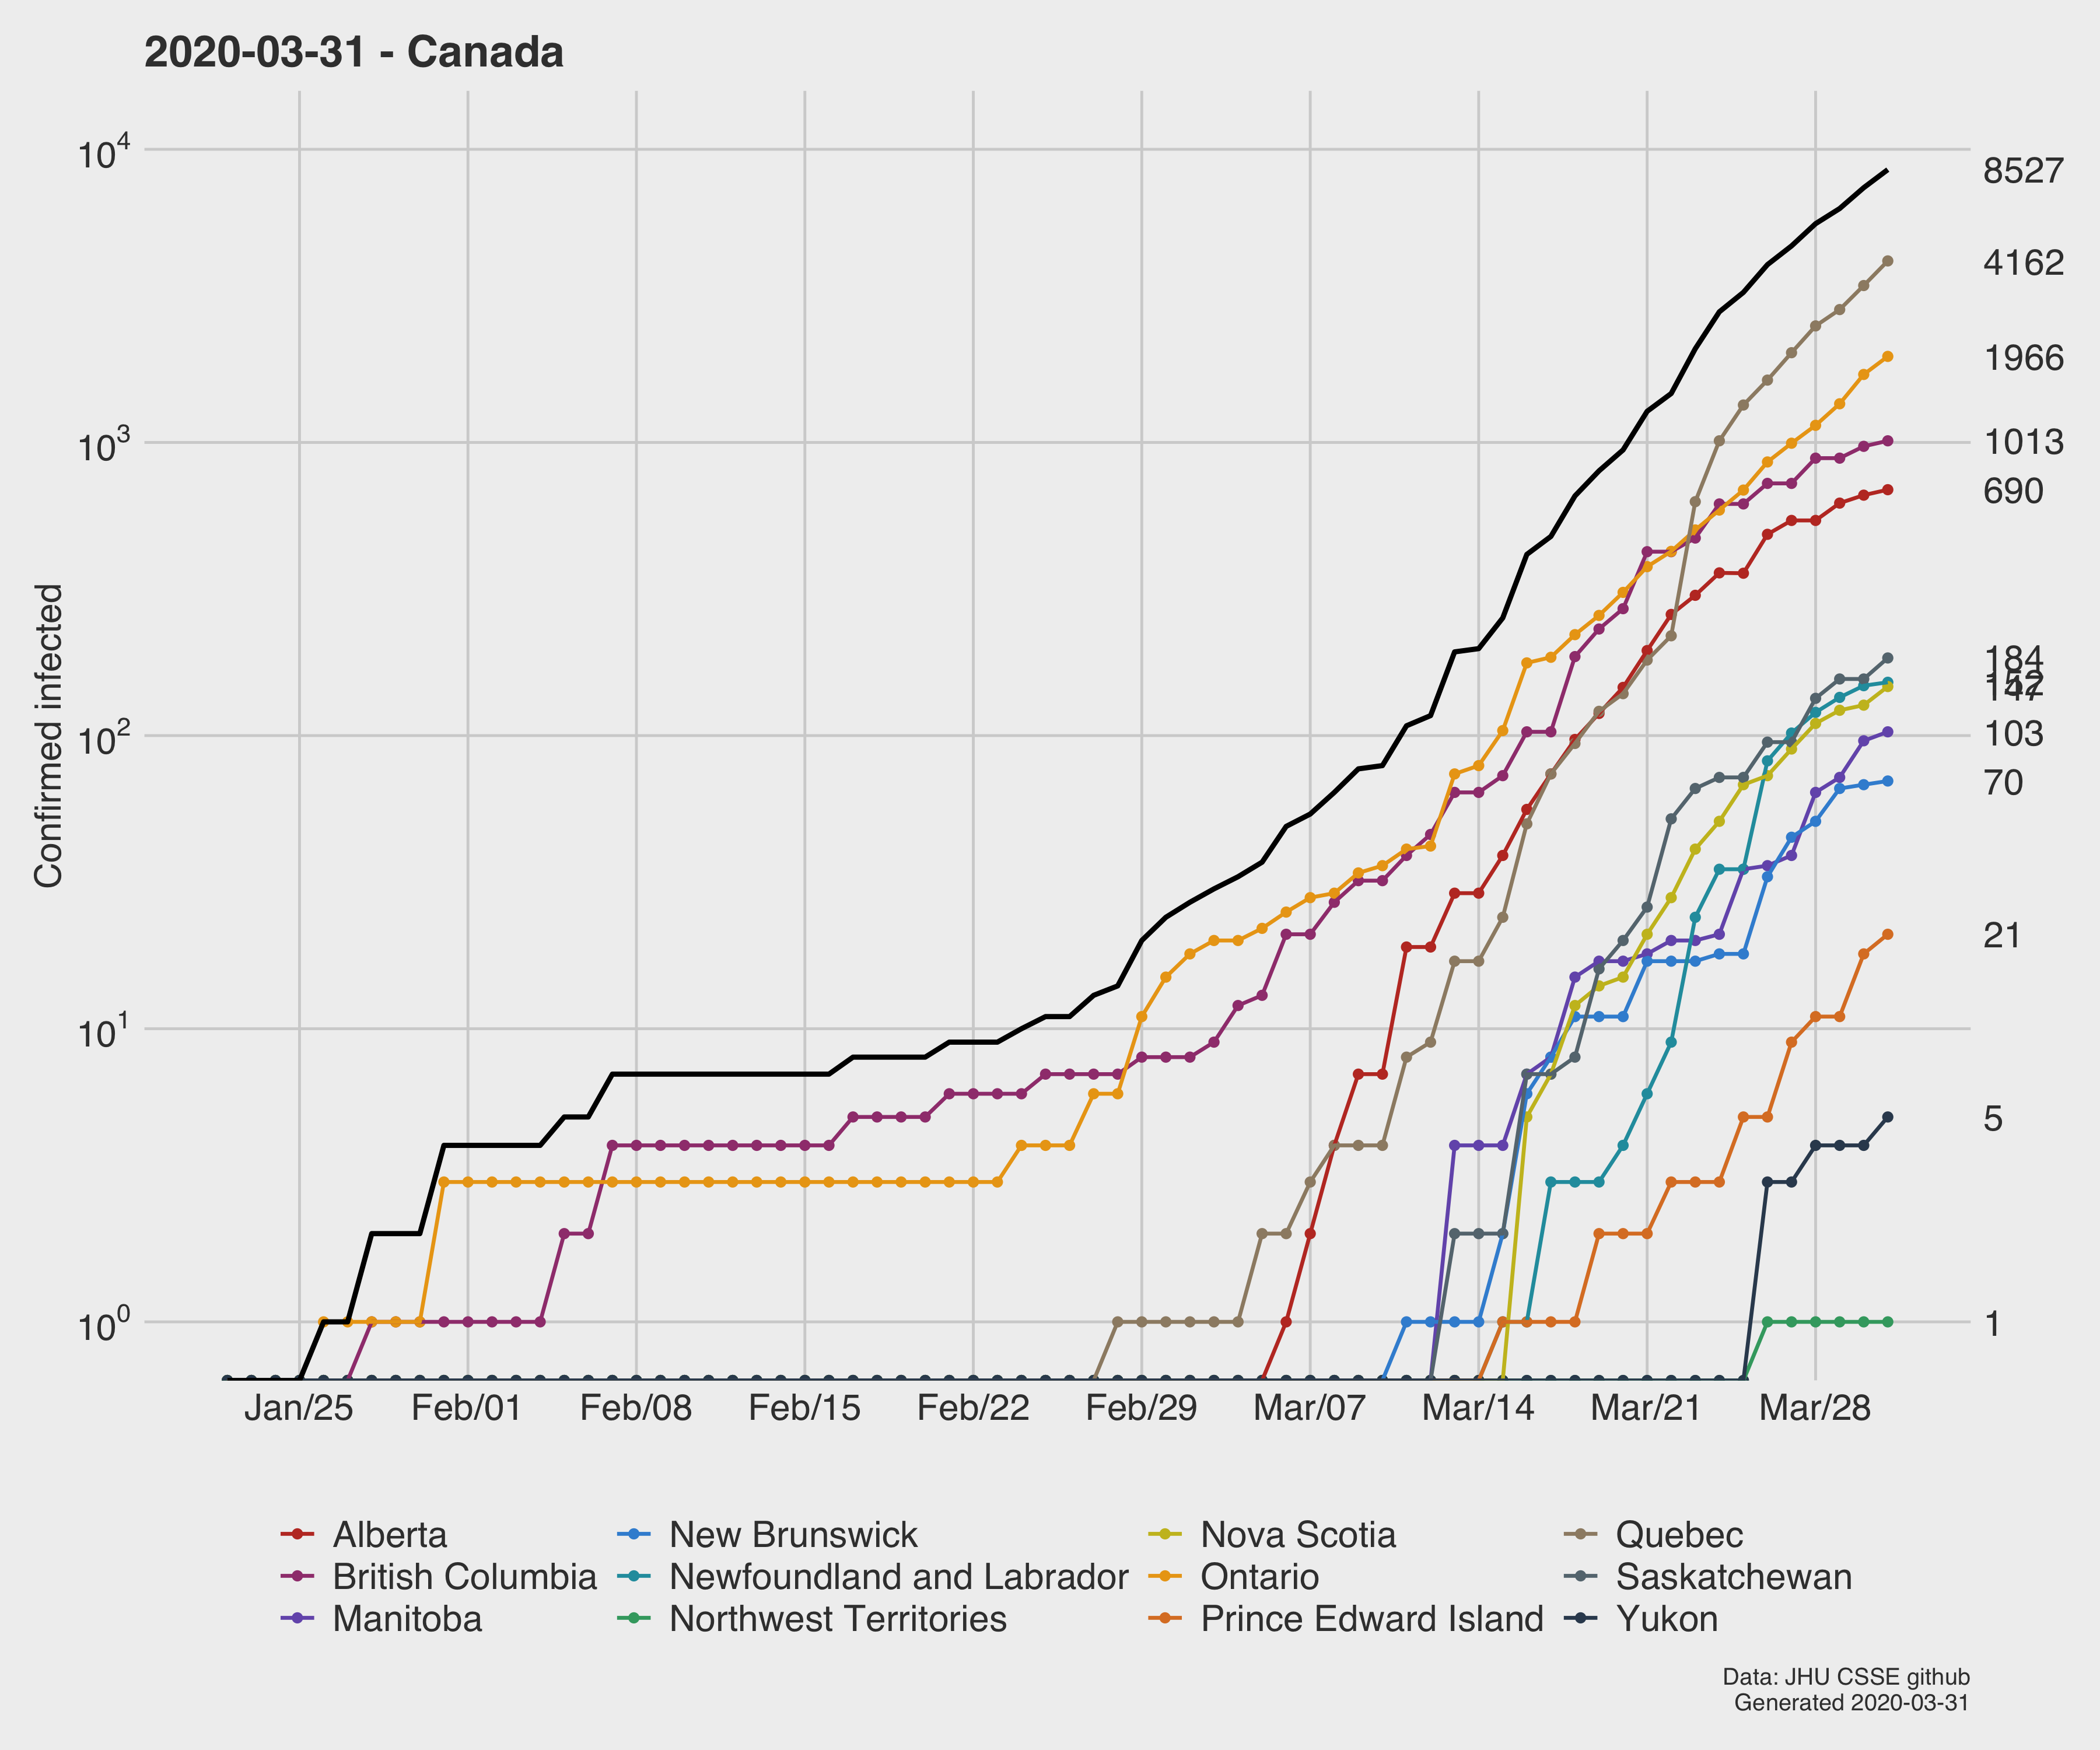 2020-03-31 - Canada
Confirmed infected
10^4
10^3
10^2
10^1
10^0
8527
4162
1966
1013
690
184
152
147
103
70
21
5
1
Jan/25 Feb/01 Feb/08 Feb/15 Feb/22 Feb/29 Mar/07 Mar/14 Mar/21 Mar/28
Alberta New Brunswick Nova Scotia Quebec
British Columbia Newfoundland and Labrador Ontario Saskatchewan
Manitoba Northwest Territories Prince Edward Island Yukon
Data: JHU CSSE github
Generated 2020-03-31